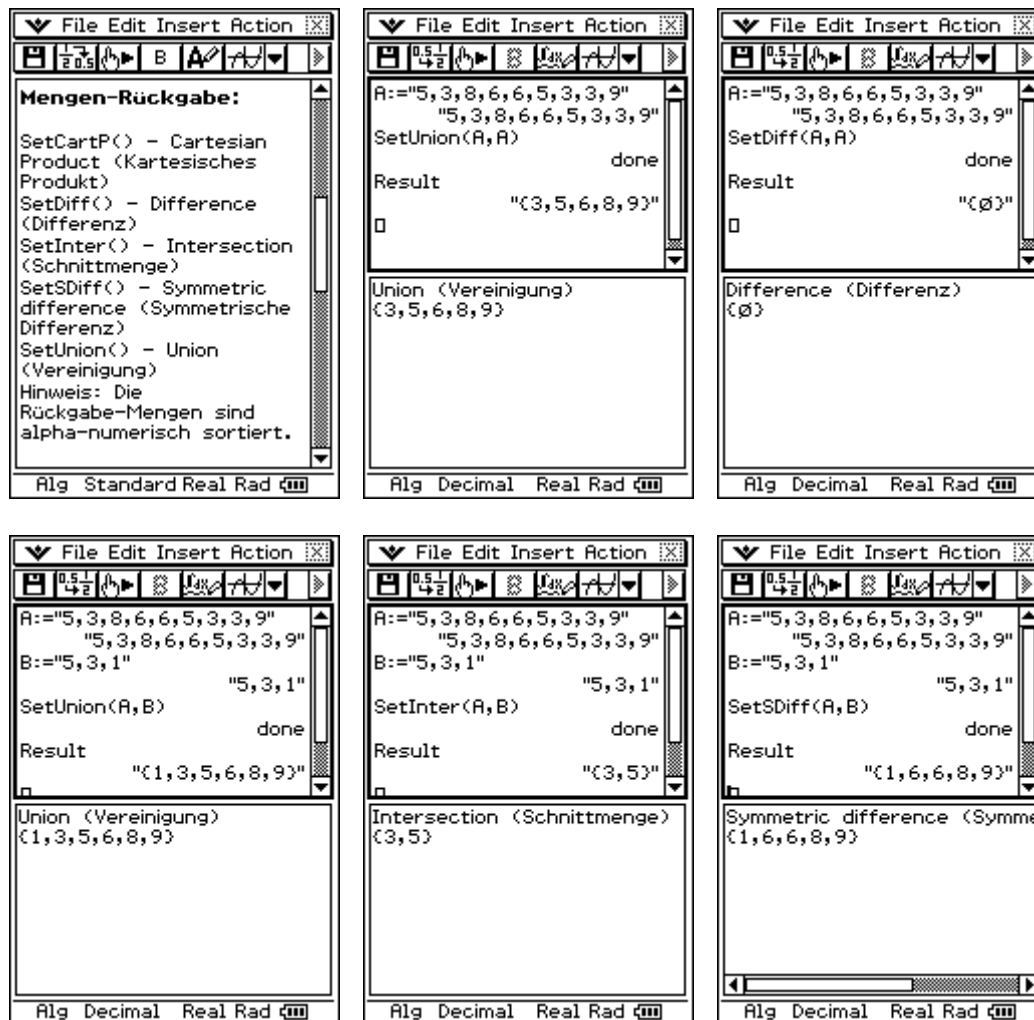 File Edit Insert Action
B
Mengen-Rückgabe:
SetCartP() - Cartesian
Product (Kartesisches
Produkt)
SetDiff() - Difference
(Differenz)
SetInter() - Intersection
(Schnittmenge)
SetSDiff() - Symmetric
difference (Symmetrische
Differenz)
SetUnion() - Union
(Vereinigung)
Hinweis: Die
Rückgabe-Mengen sind
alpha-numerisch sortiert.
Alg Standard Real Rad
File Edit Insert Action
A:="5,3,8,6,6,5,3,3,9"
"5,3,8,6,6,5,3,3,9"
SetUnion(A,A)
done
Result
"{3,5,6,8,9}"
Union (Vereinigung)
{3,5,6,8,9}
Alg Decimal Real Rad
File Edit Insert Action
A:="5,3,8,6,6,5,3,3,9"
"5,3,8,6,6,5,3,3,9"
SetDiff(A,A)
done
Result
"{ø}"
Difference (Differenz)
{ø}
Alg Decimal Real Rad
File Edit Insert Action
A:="5,3,8,6,6,5,3,3,9"
"5,3,8,6,6,5,3,3,9"
B:="5,3,1"
"5,3,1"
SetUnion(A,B)
done
Result
"{1,3,5,6,8,9}"
Union (Vereinigung)
{1,3,5,6,8,9}
Alg Decimal Real Rad
File Edit Insert Action
A:="5,3,8,6,6,5,3,3,9"
"5,3,8,6,6,5,3,3,9"
B:="5,3,1"
"5,3,1"
SetInter(A,B)
done
Result
"{3,5}"
Intersection (Schnittmenge)
{3,5}
Alg Decimal Real Rad
File Edit Insert Action
A:="5,3,8,6,6,5,3,3,9"
"5,3,8,6,6,5,3,3,9"
B:="5,3,1"
"5,3,1"
SetSDiff(A,B)
done
Result
"{1,6,6,8,9}"
Symmetric difference (Symme
{1,6,6,8,9}
Alg Decimal Real Rad